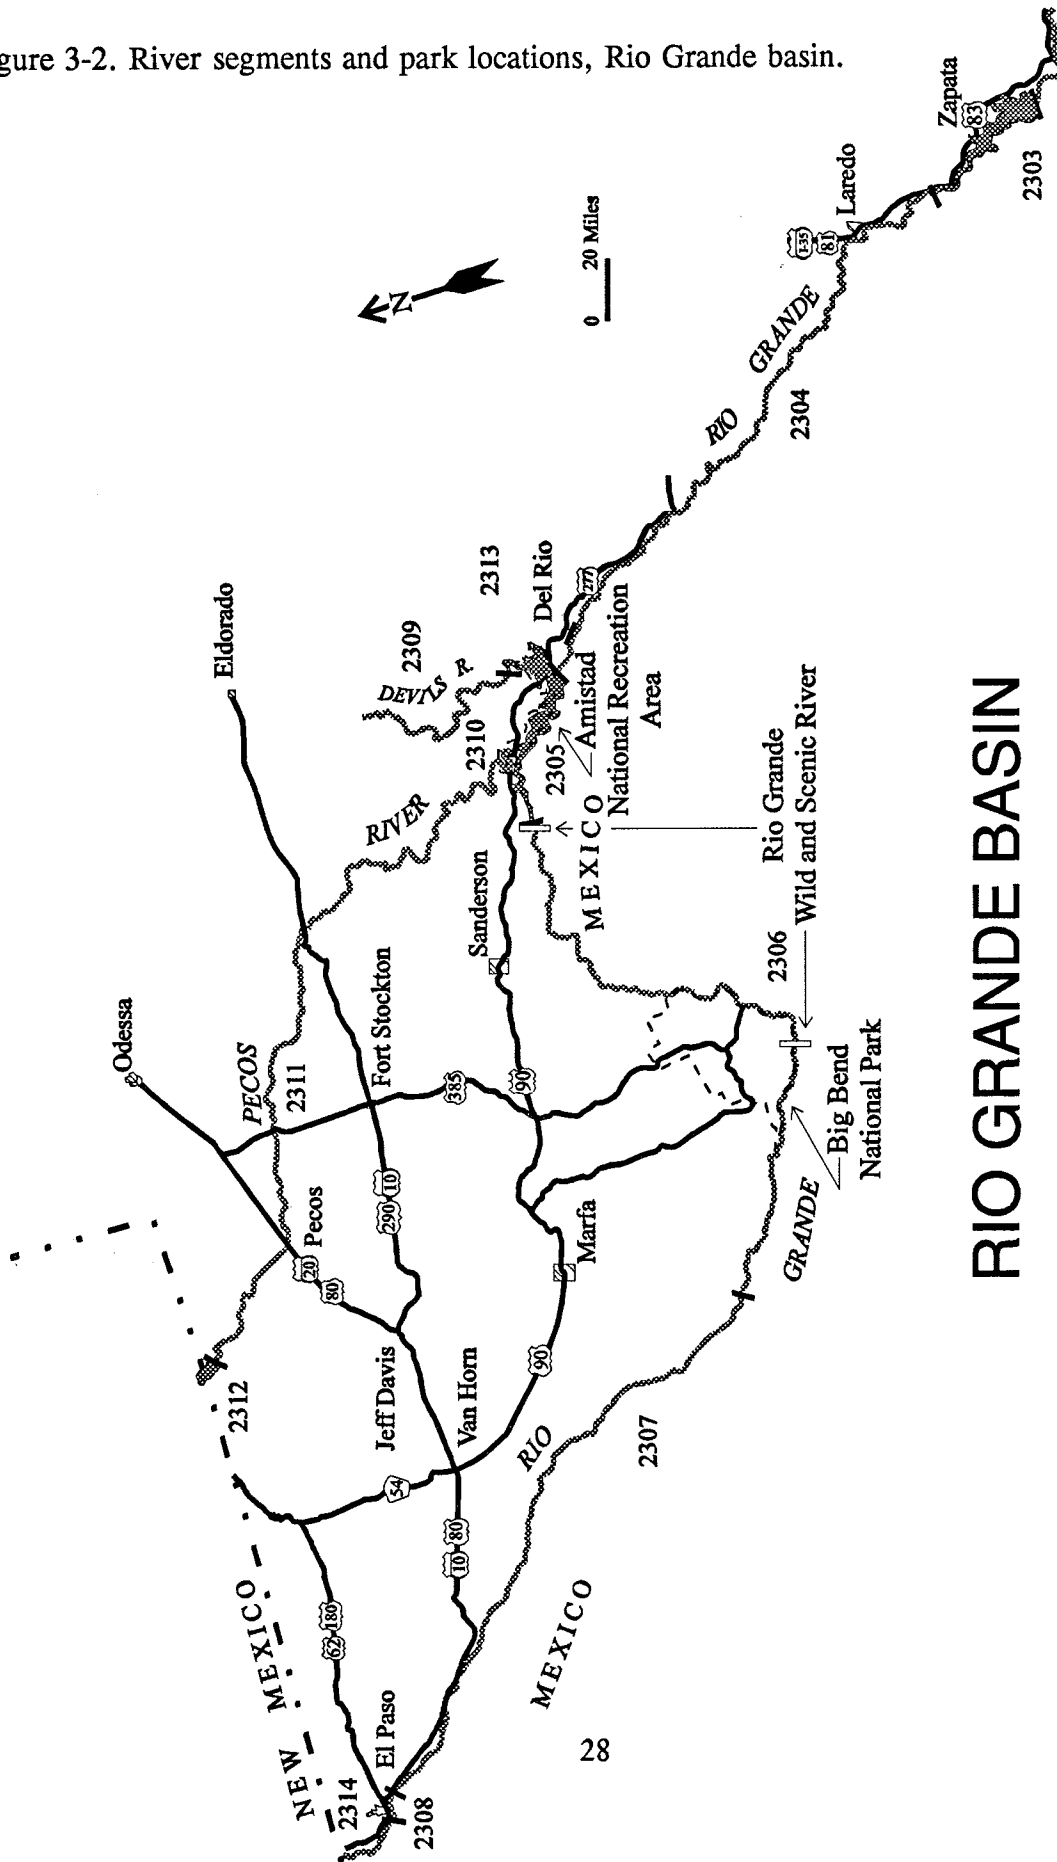 gure 3-2. River segments and park locations, Rio Grande basin.
Zapata
83
2303
Laredo
I-35
81
N
0 20 Miles
RIO GRANDE
2304
Eldorado
2313
Del Rio
277
2309
DEVILS R.
2310
2305
Amistad
National Recreation
Area
RIVER
MEXICO
Rio Grande
Wild and Scenic River
Sanderson
2306
Odessa
PECOS
2311
Fort Stockton
385
90
Big Bend
National Park
Pecos
20
80
290
10
Marfa
GRANDE
2312
Jeff Davis
Van Horn
90
54
RIO
2307
10
80
NEW MEXICO
62
180
MEXICO
El Paso
2314
2308
28
RIO GRANDE BASIN